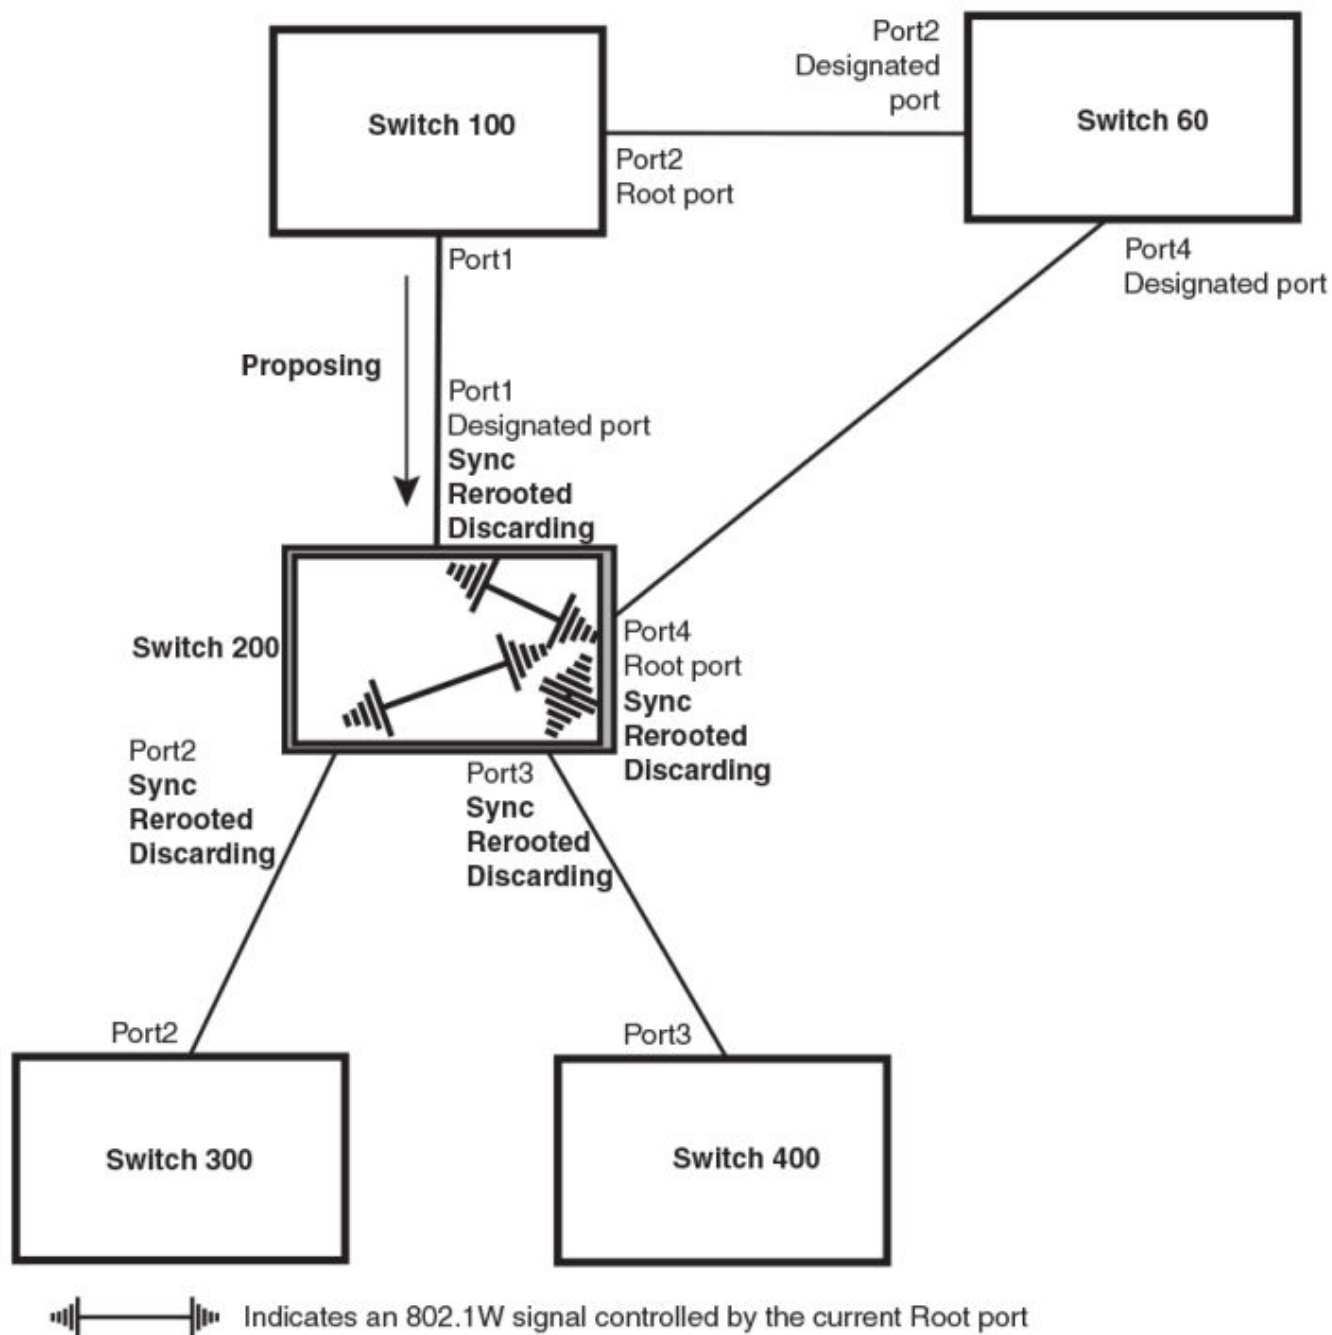 Port2
Designated
port
Switch 100
Switch 60
Port2
Root port
Port1
Port4
Designated port
Proposing
Port1
Designated port
Sync
Rerooted
Discarding
Switch 200
Port4
Root port
Sync
Rerooted
Discarding
Port2
Sync
Rerooted
Discarding
Port3
Sync
Rerooted
Discarding
Port2
Port3
Switch 300
Switch 400
Indicates an 802.1W signal controlled by the current Root port